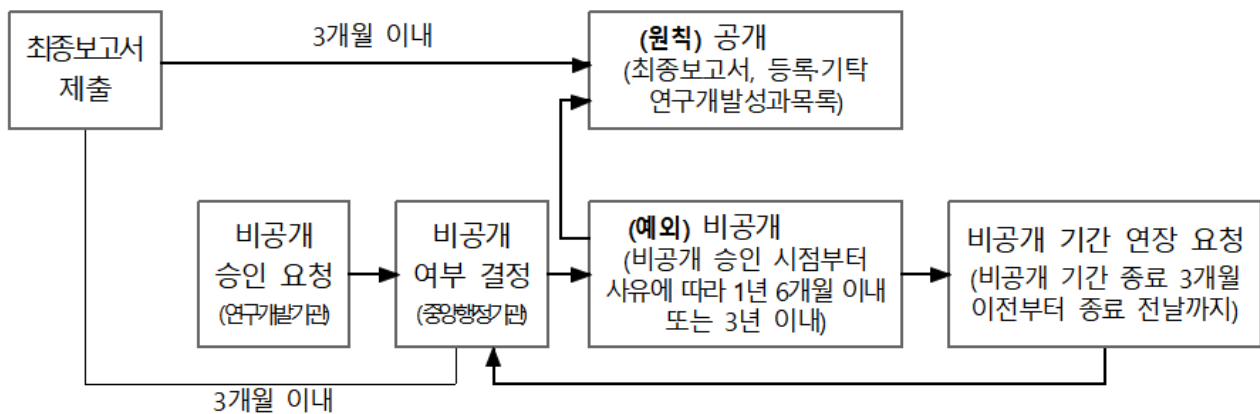 최종보고서
제출
3개월 이내
(원칙) 공개
(최종보고서, 등록·기탁
연구개발성과목록)
비공개
승인 요청
(연구개발기관)
비공개
여부 결정
(중앙행정기관)
(예외) 비공개
(비공개 승인 시점부터
사유에 따라 1년 6개월 이내
또는 3년 이내)
비공개 기간 연장 요청
(비공개 기간 종료 3개월
이전부터 종료 전날까지)
3개월 이내